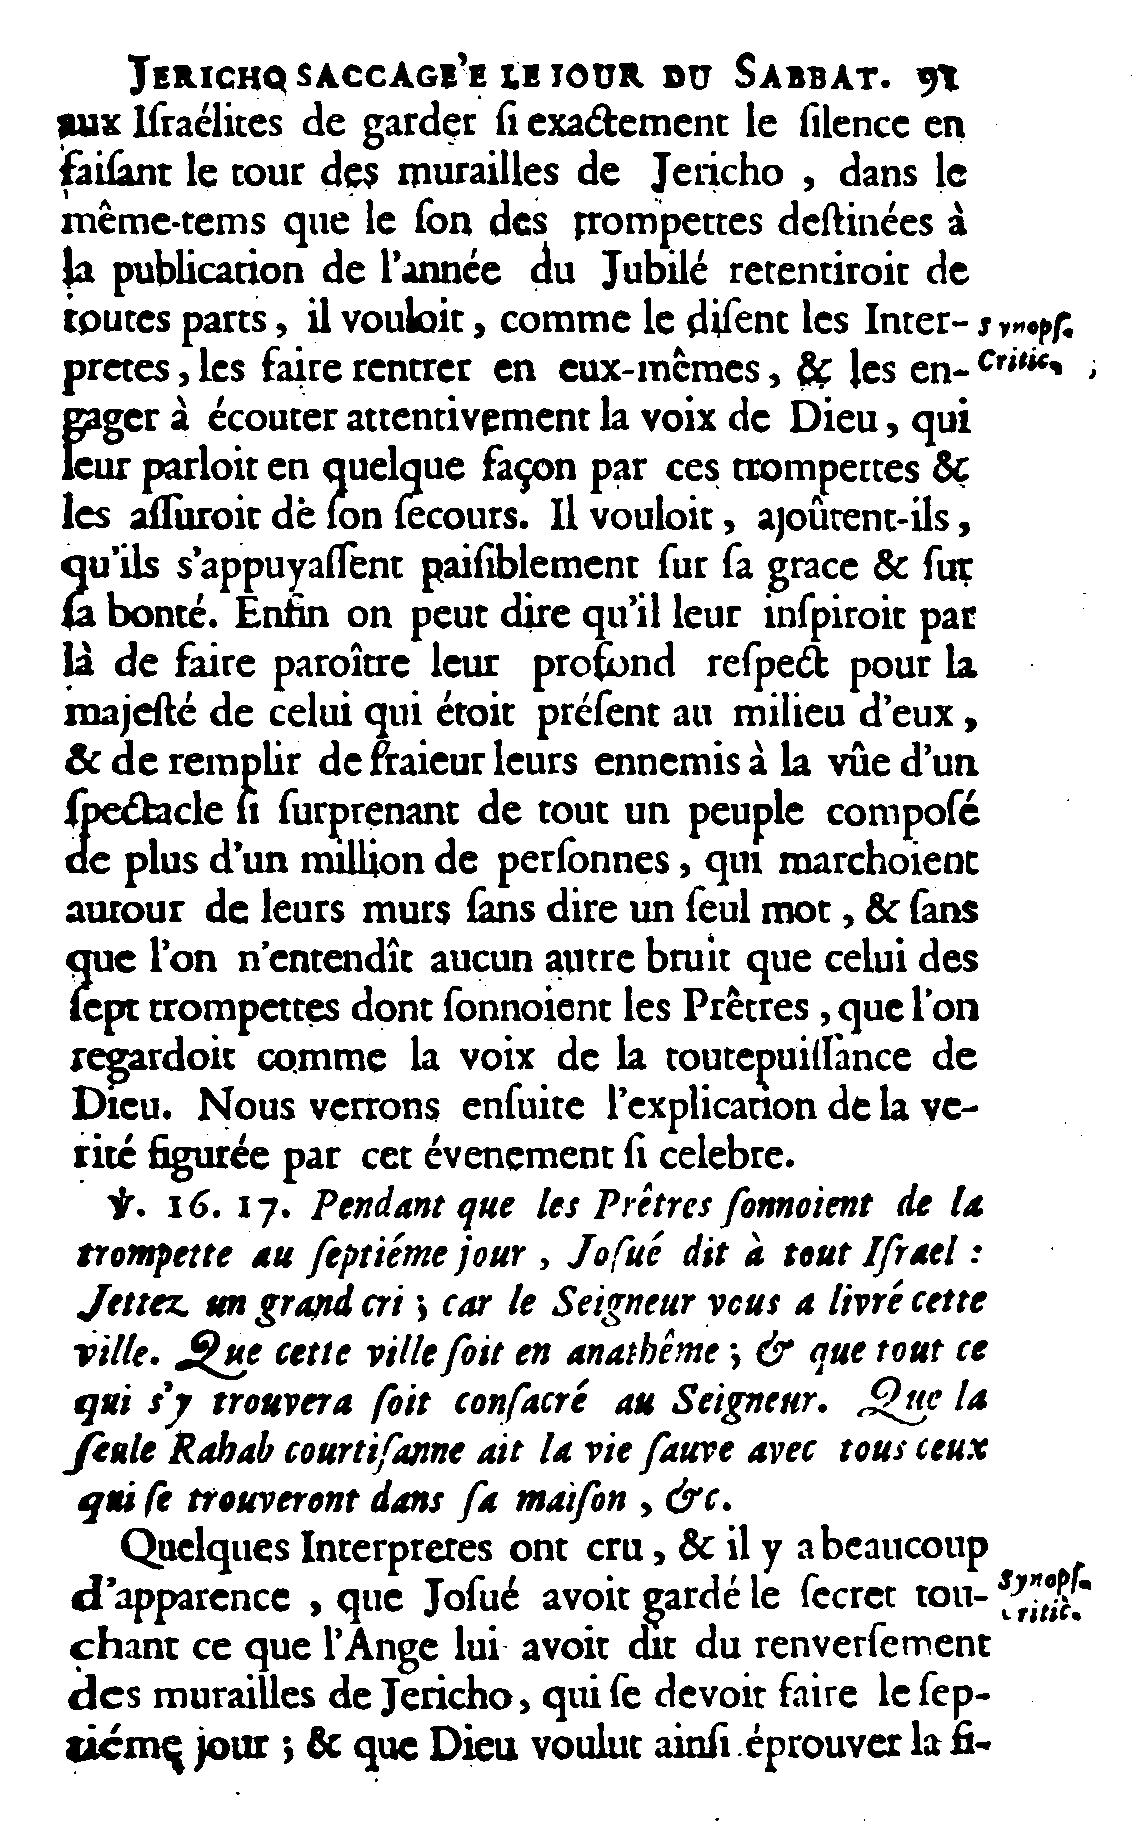 JERICHO SACCAGE'E LE JOUR DU SABBAT. 91
aux Iſraélites de garder ſi exactement le ſilence en
faiſant le tour des murailles de Jericho , dans le
même-tems que le ſon des trompettes deſtinées à
la publication de l'année du Jubilé retentiroit de
toutes parts , il vouloit , comme le diſent les Inter-
pretes , les faire rentrer en eux-mêmes , & les en-
gager à écouter attentivement la voix de Dieu , qui
leur parloit en quelque façon par ces trompettes &
les aſſuroit de ſon ſecours. Il vouloit , ajoûtent-ils ,
qu'ils s'appuyaſſent paiſiblement ſur ſa grace & ſur
ſa bonté. Enfin on peut dire qu'il leur inſpiroit par
là de faire paroître leur profond reſpect pour la
majeſté de celui qui étoit préſent au milieu d'eux ,
& de remplir de fraieur leurs ennemis à la vûe d'un
ſpectacle ſi ſurprenant de tout un peuple compoſé
de plus d'un million de perſonnes , qui marchoient
autour de leurs murs ſans dire un ſeul mot , & ſans
que l'on n'entendît aucun autre bruit que celui des
ſept trompettes dont ſonnoient les Prêtres , que l'on
regardoit comme la voix de la toutepuiſſance de
Dieu. Nous verrons enſuite l'explication de la ve-
rité figurée par cet évenement ſi celebre.
℣. 16. 17. Pendant que les Prêtres ſonnoient de la
trompette au ſeptiéme jour , Joſué dit à tout Iſrael :
Jettez un grand cri ; car le Seigneur vous a livré cette
ville. Que cette ville ſoit en anathême ; & que tout ce
qui s'y trouvera ſoit conſacré au Seigneur. Que la
ſeule Rahab courtiſanne ait la vie ſauve avec tous ceux
qui ſe trouveront dans ſa maiſon , &c.
Quelques Interpretes ont cru , & il y a beaucoup
d'apparence , que Joſué avoit gardé le ſecret tou-
chant ce que l'Ange lui avoit dit du renverſement
des murailles de Jericho , qui ſe devoit faire le ſep-
tiéme jour ; & que Dieu voulut ainſi éprouver la fi-
Synopſ.
Critic.
Synopſ.
Critic.